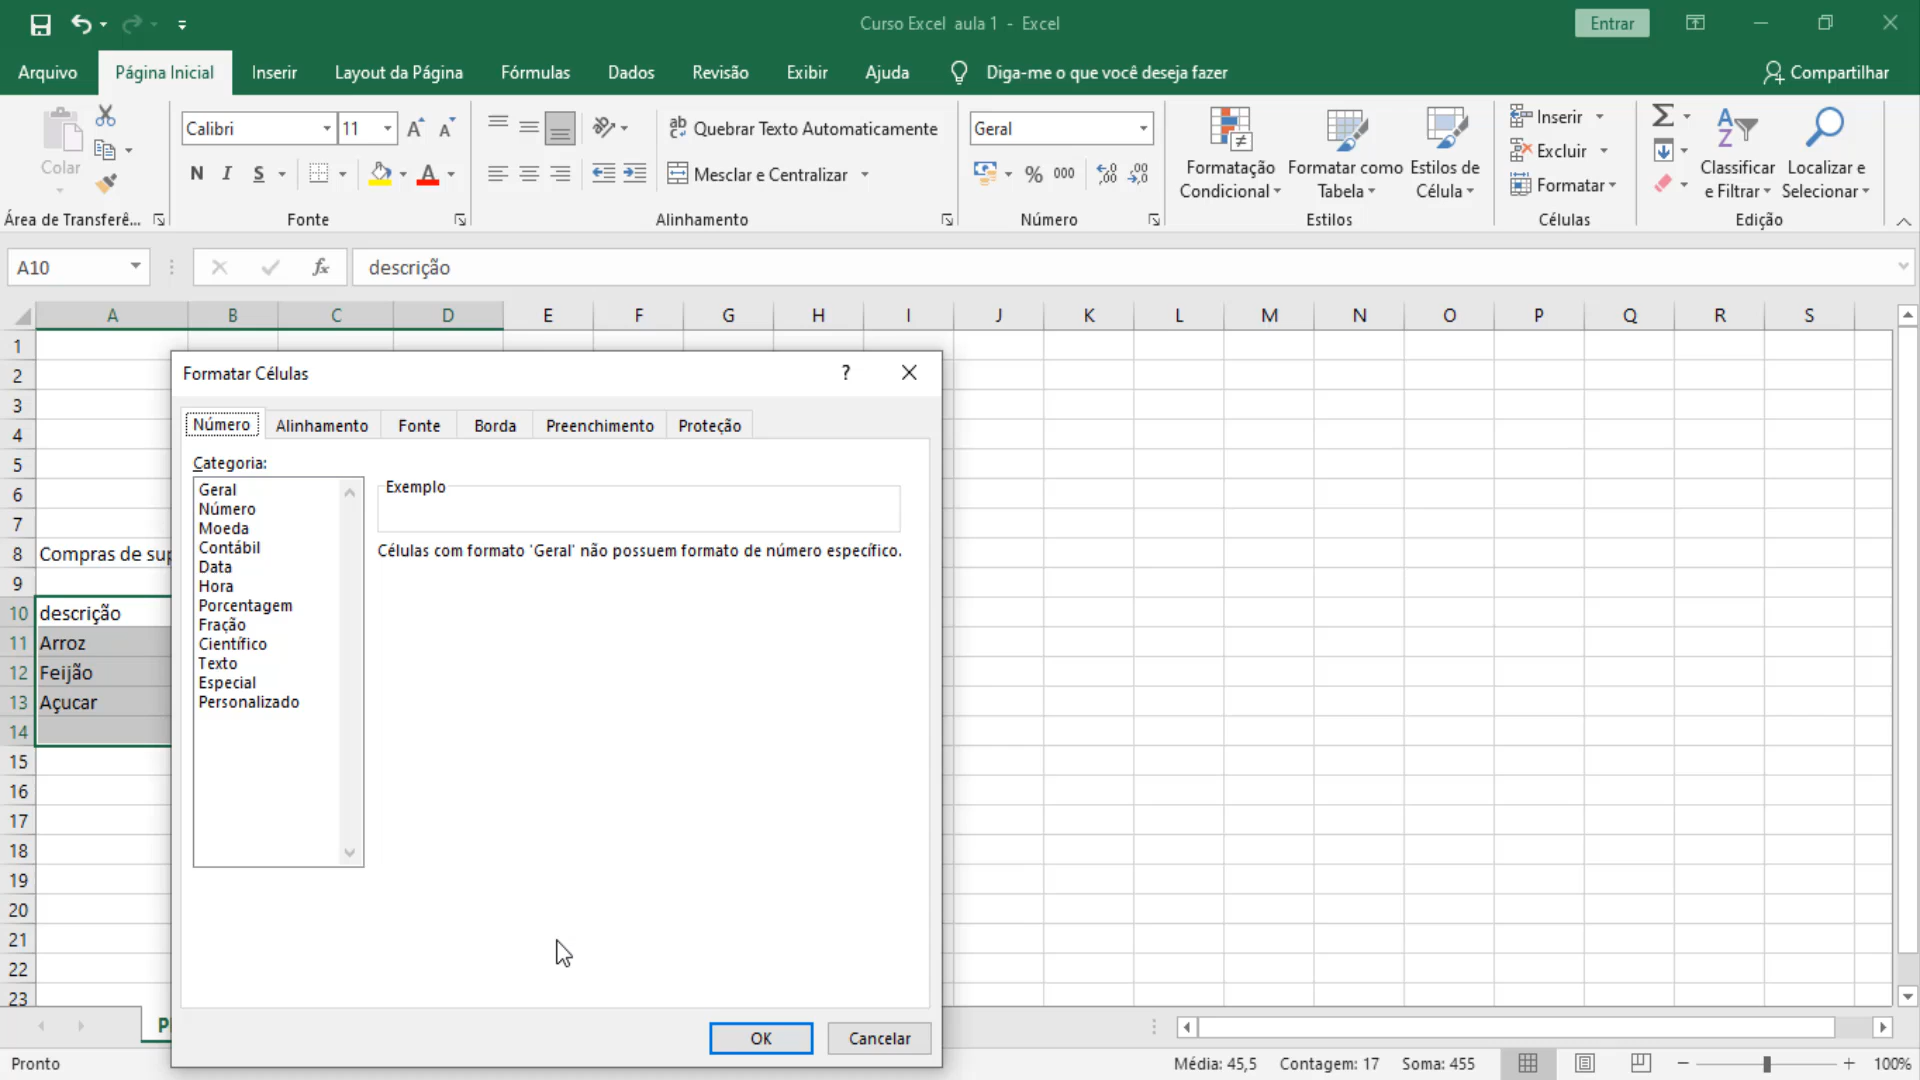 Curso Excel aula 1 - Excel
Entrar
Arquivo
Página Inicial
Inserir
Layout da Página
Fórmulas
Dados
Revisão
Exibir
Ajuda
Diga-me o que você deseja fazer
Compartilhar
Colar
Calibri
11
Quebrar Texto Automaticamente
Geral
Formatação Condicional
Formatar como Tabela
Estilos de Célula
Inserir
Excluir
Formatar
Classificar e Filtrar
Localizar e Selecionar
N I S
Mesclar e Centralizar
% 000
Área de Transferê...
Fonte
Alinhamento
Número
Estilos
Células
Edição
A10
fx
descrição
A B C D E F G H I J K L M N O P Q R S
1
2
3
4
5
6
7
8 Compras de sup
9
10 descrição
11 Arroz
12 Feijão
13 Açucar
14
15
16
17
18
19
20
21
22
23
Formatar Células
?
Número
Alinhamento
Fonte
Borda
Preenchimento
Proteção
Categoria:
Geral
Número
Moeda
Contábil
Data
Hora
Porcentagem
Fração
Científico
Texto
Especial
Personalizado
Exemplo
Células com formato 'Geral' não possuem formato de número específico.
OK
Cancelar
Pronto
Média: 45,5
Contagem: 17
Soma: 455
100%